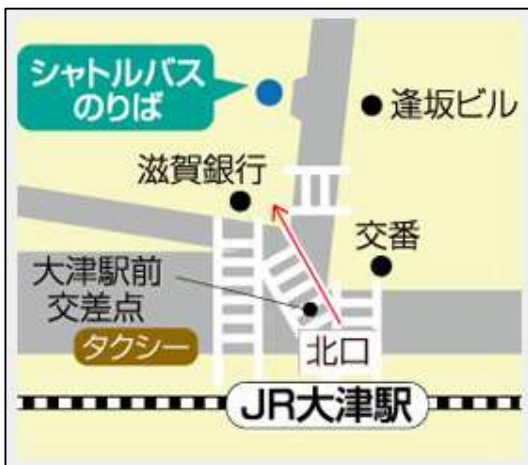 シャトルバス
のりば
逢坂ビル
滋賀銀行
交番
大津駅前
交差点
タクシー
北口
JR大津駅